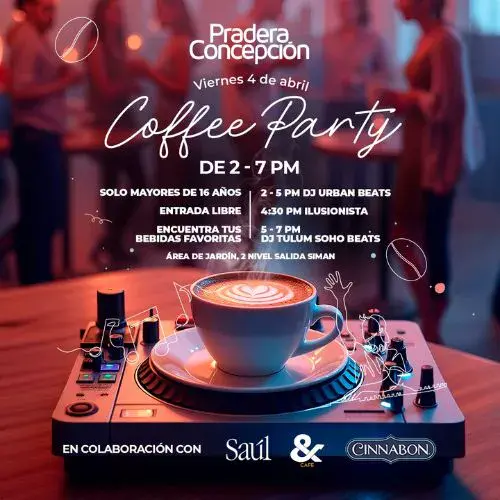 Pradera
Concepción
Viernes 4 de abril
Coffee Party
DE 2 - 7 PM
SOLO MAYORES DE 16 AÑOS
ENTRADA LIBRE
ENCUENTRA TUS
BEBIDAS FAVORITAS
2 - 5 PM DJ URBAN BEATS
4:30 PM ILUSIONISTA
5 - 7 PM
DJ TULUM SOHO BEATS
ÁREA DE JARDÍN, 2 NIVEL SALIDA SIMAN
EN COLABORACIÓN CON
Saúl
& CAFÉ
CINNABON